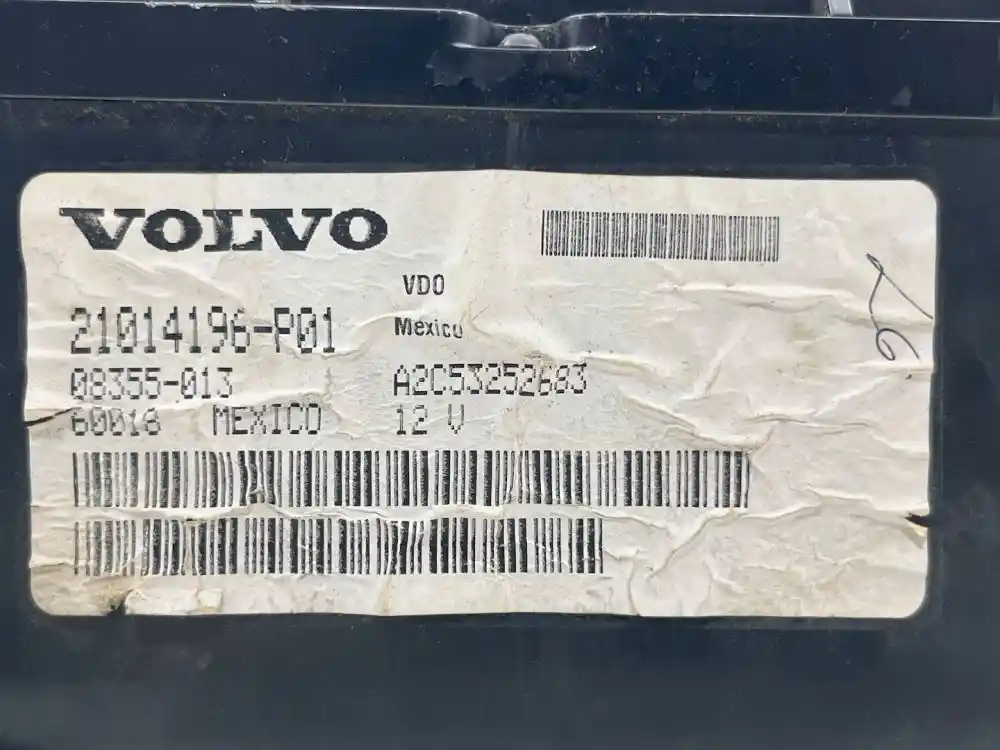 VOLVO
VDO
21014196-P01
Mexico
08355-013
A2C53252683
60018 MEXICO
12 V